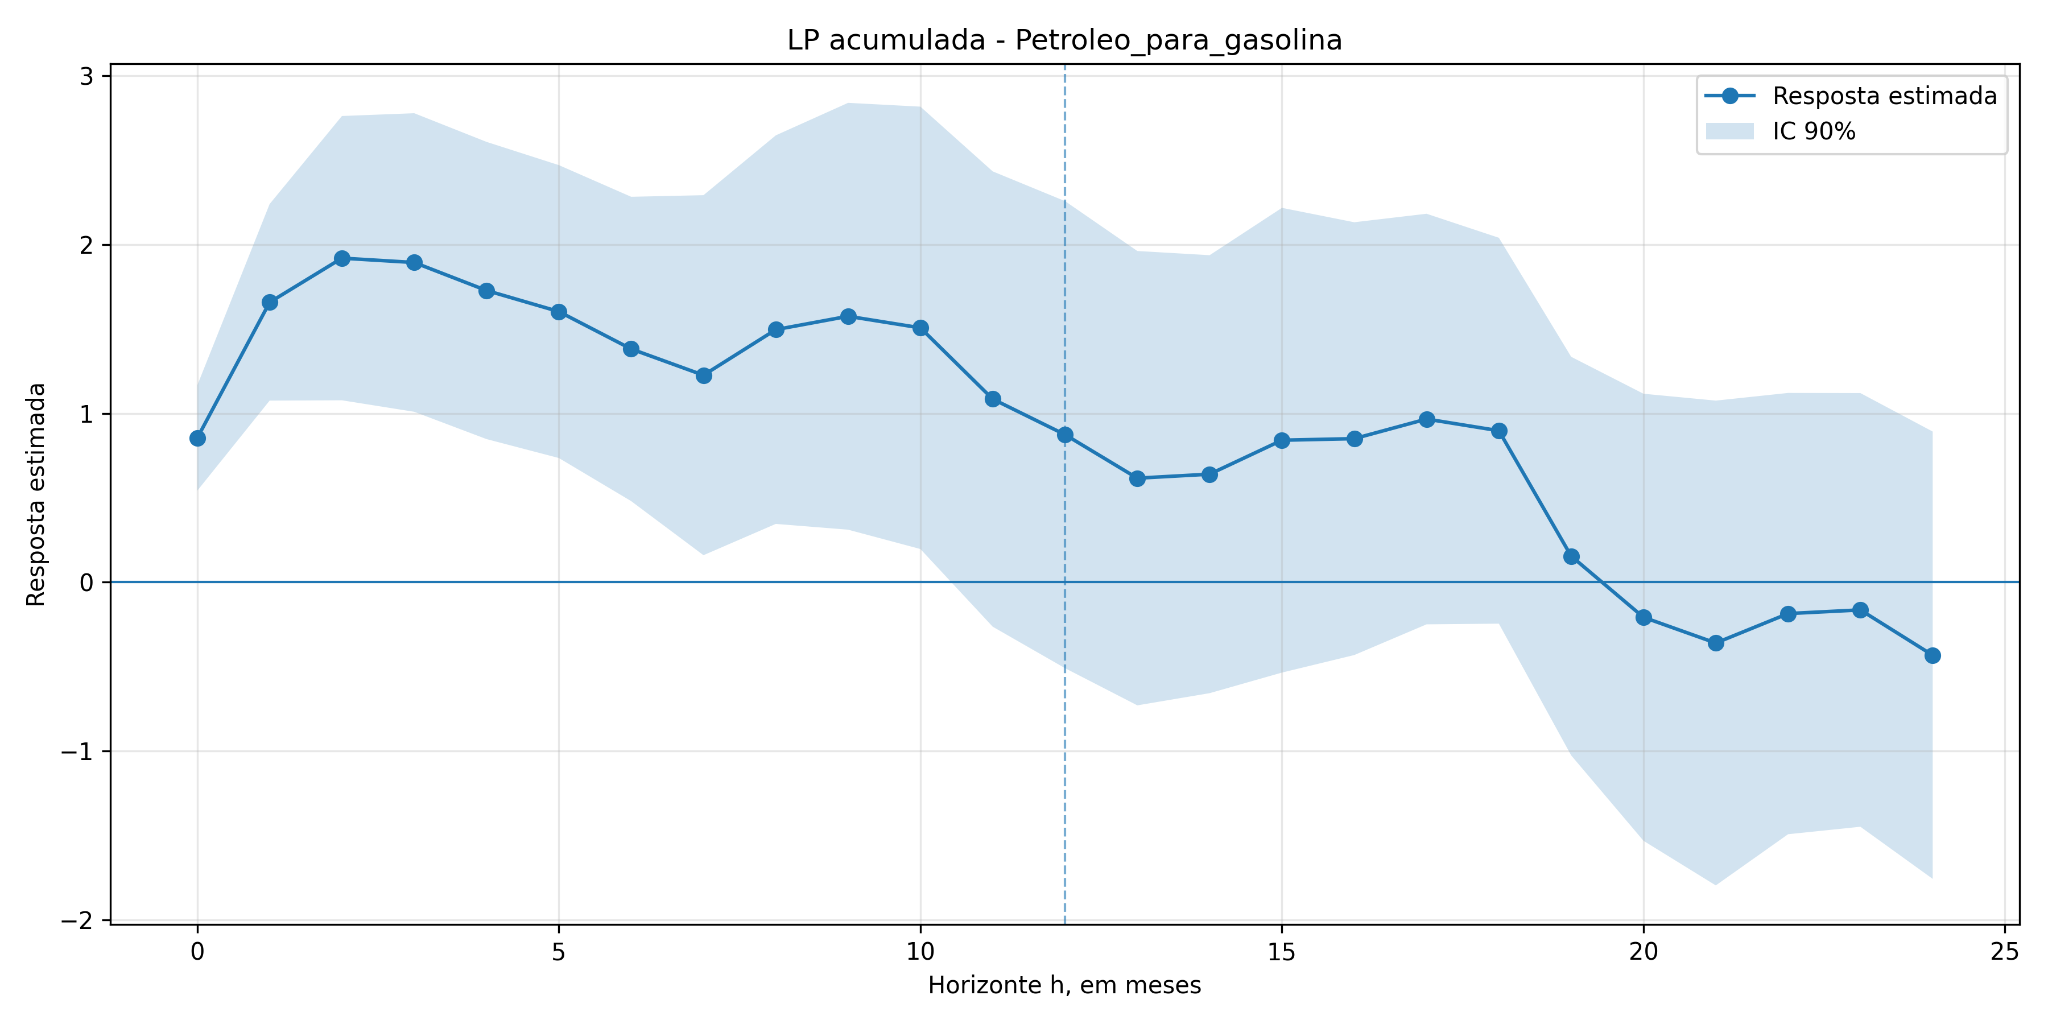 LP acumulada - Petroleo_para_gasolina
Resposta estimada
IC 90%
3
2
1
0
−1
−2
Resposta estimada
0
5
10
15
20
25
Horizonte h, em meses